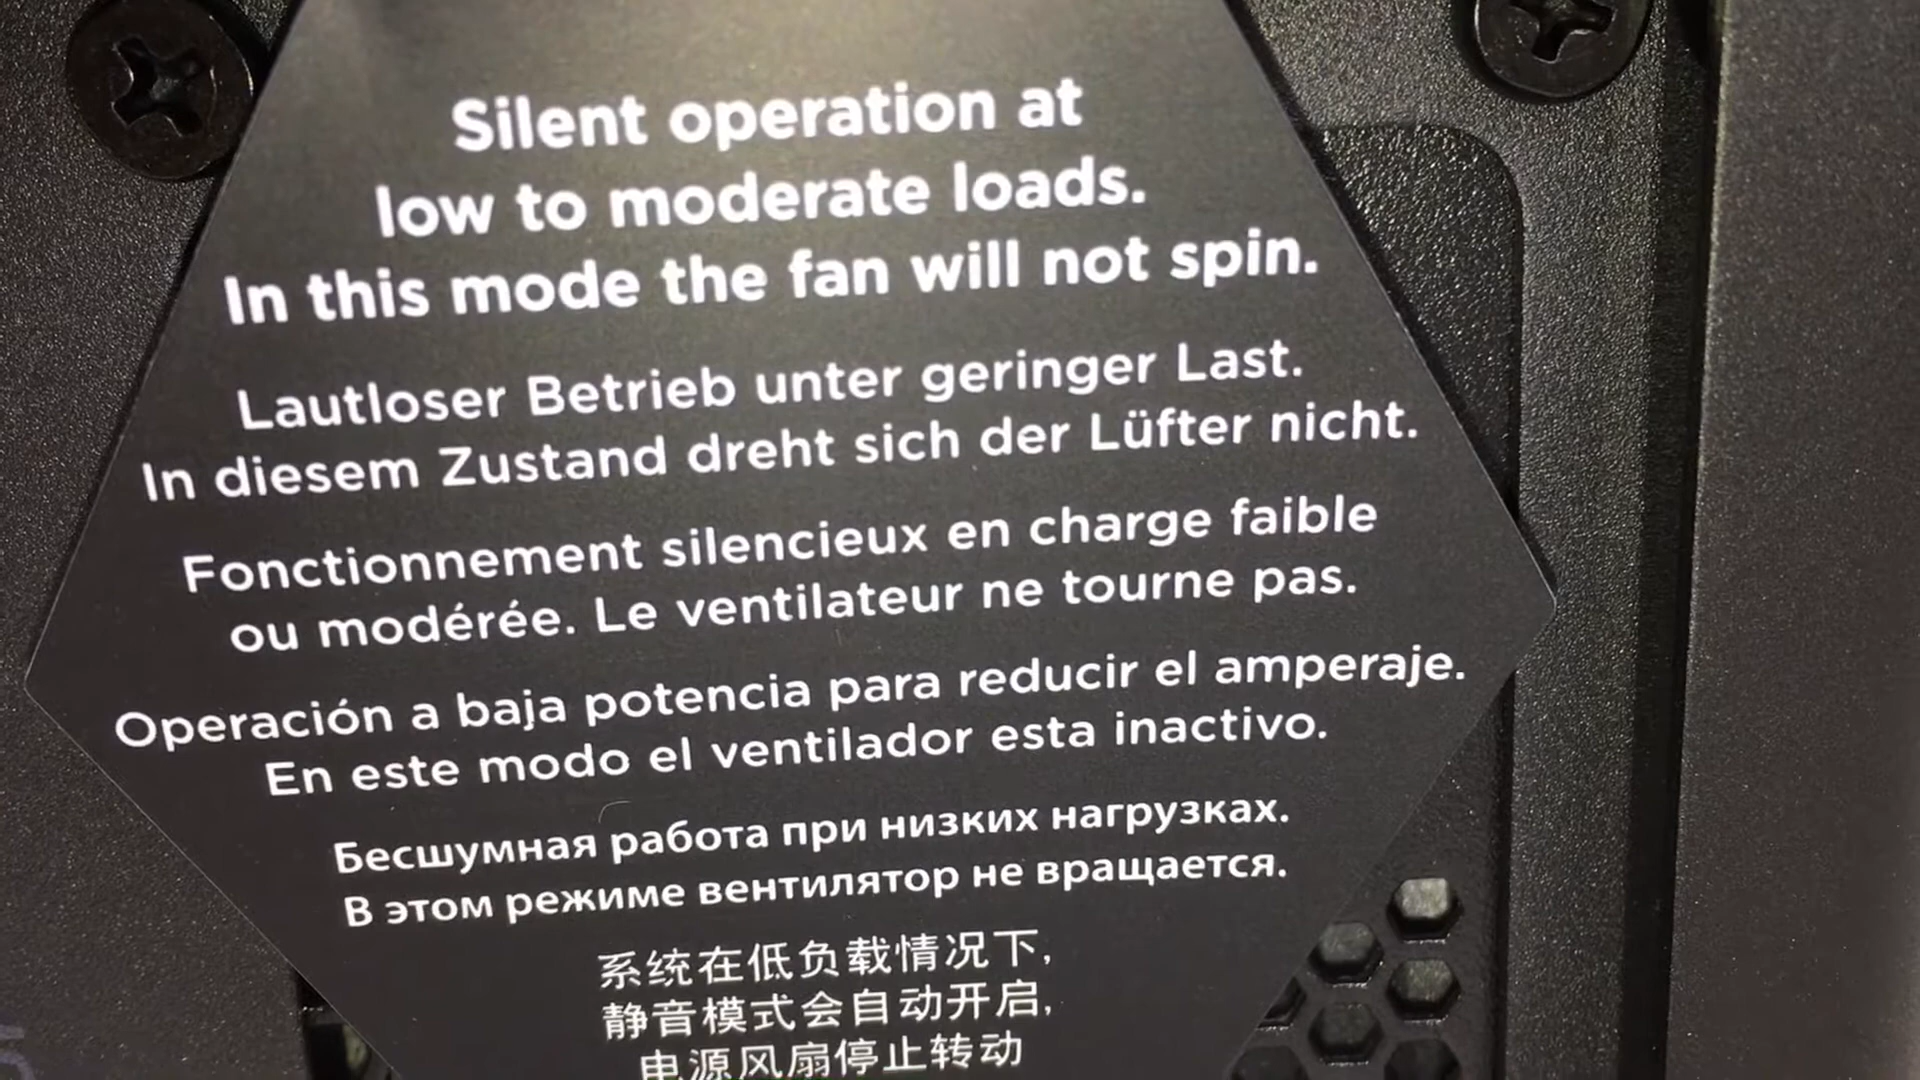 Silent operation at
low to moderate loads.
In this mode the fan will not spin.
Lautloser Betrieb unter geringer Last.
In diesem Zustand dreht sich der Lüfter nicht.
Fonctionnement silencieux en charge faible
ou modérée. Le ventilateur ne tourne pas.
Operación a baja potencia para reducir el amperaje.
En este modo el ventilador esta inactivo.
Бесшумная работа при низких нагрузках.
В этом режиме вентилятор не вращается.
系统在低负载情况下,
静音模式会自动开启,
电源风扇停止转动